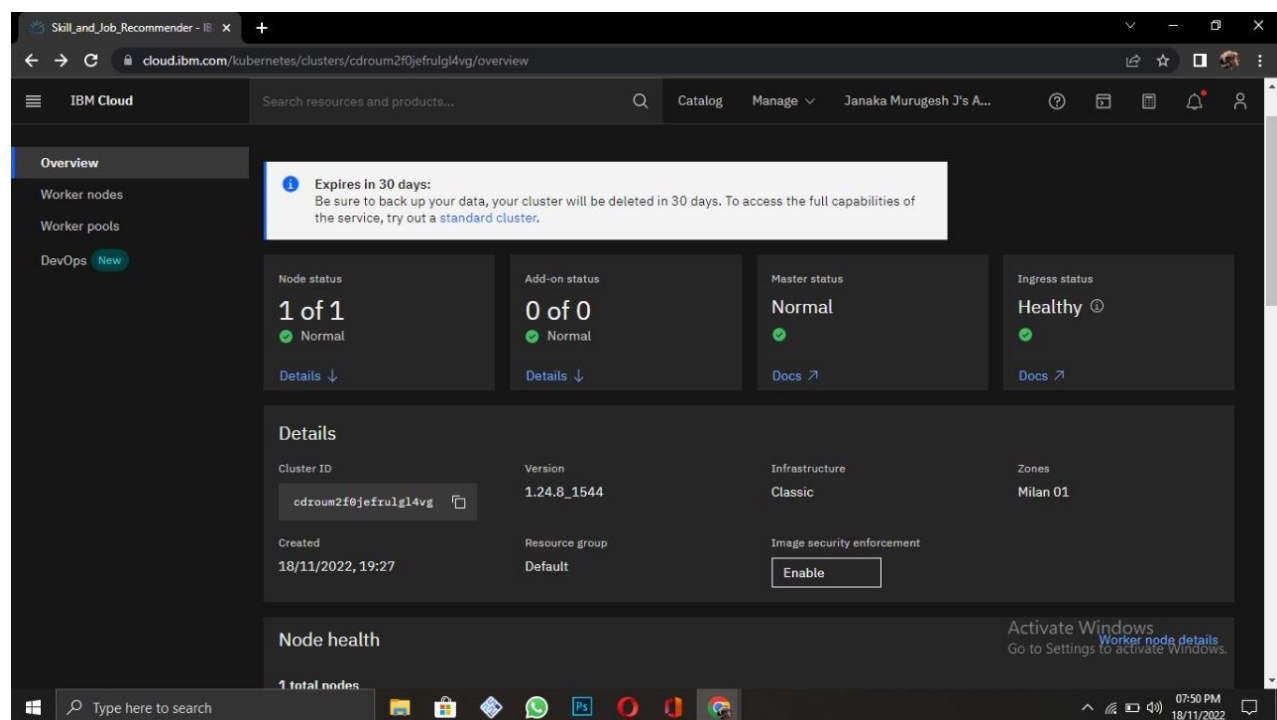 Skill_and_Job_Recommender - IB
cloud.ibm.com/kubernetes/clusters/cdroum2f0jefrulgl4vg/overview
IBM Cloud
Search resources and products...
Catalog
Manage
Janaka Murugesh J's A...
Overview
Worker nodes
Worker pools
DevOps New
Expires in 30 days:
Be sure to back up your data, your cluster will be deleted in 30 days. To access the full capabilities of
the service, try out a standard cluster.
Node status
1 of 1
Normal
Details
Add-on status
0 of 0
Normal
Details
Master status
Normal
Docs
Ingress status
Healthy
Docs
Details
Cluster ID
cdroum2f0jefrulgl4vg
Version
1.24.8_1544
Infrastructure
Classic
Zones
Milan 01
Created
18/11/2022, 19:27
Resource group
Default
Image security enforcement
Enable
Node health
Worker node details
1 total nodes
Activate Windows
Go to Settings to activate Windows.
Type here to search
Ps
07:50 PM
18/11/2022